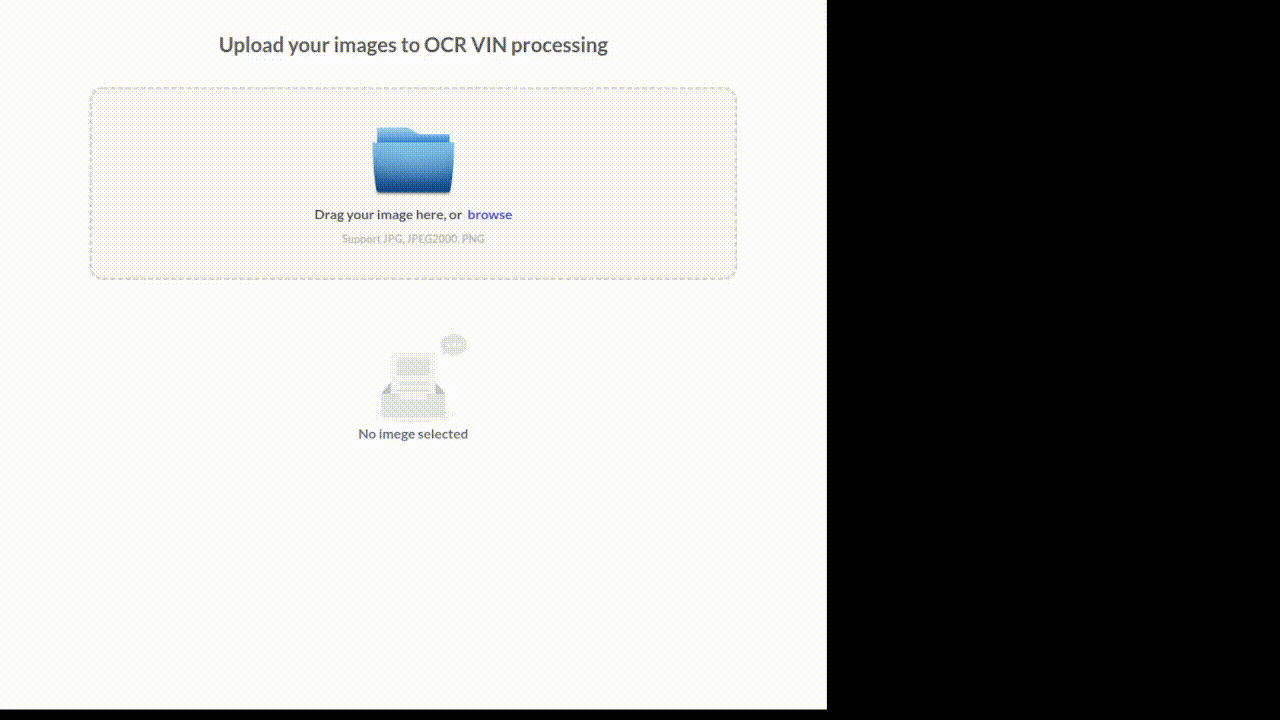 Upload your images to OCR VIN processing
Drag your image here, or browse
Support JPG, JPEG2000, PNG
No imege selected